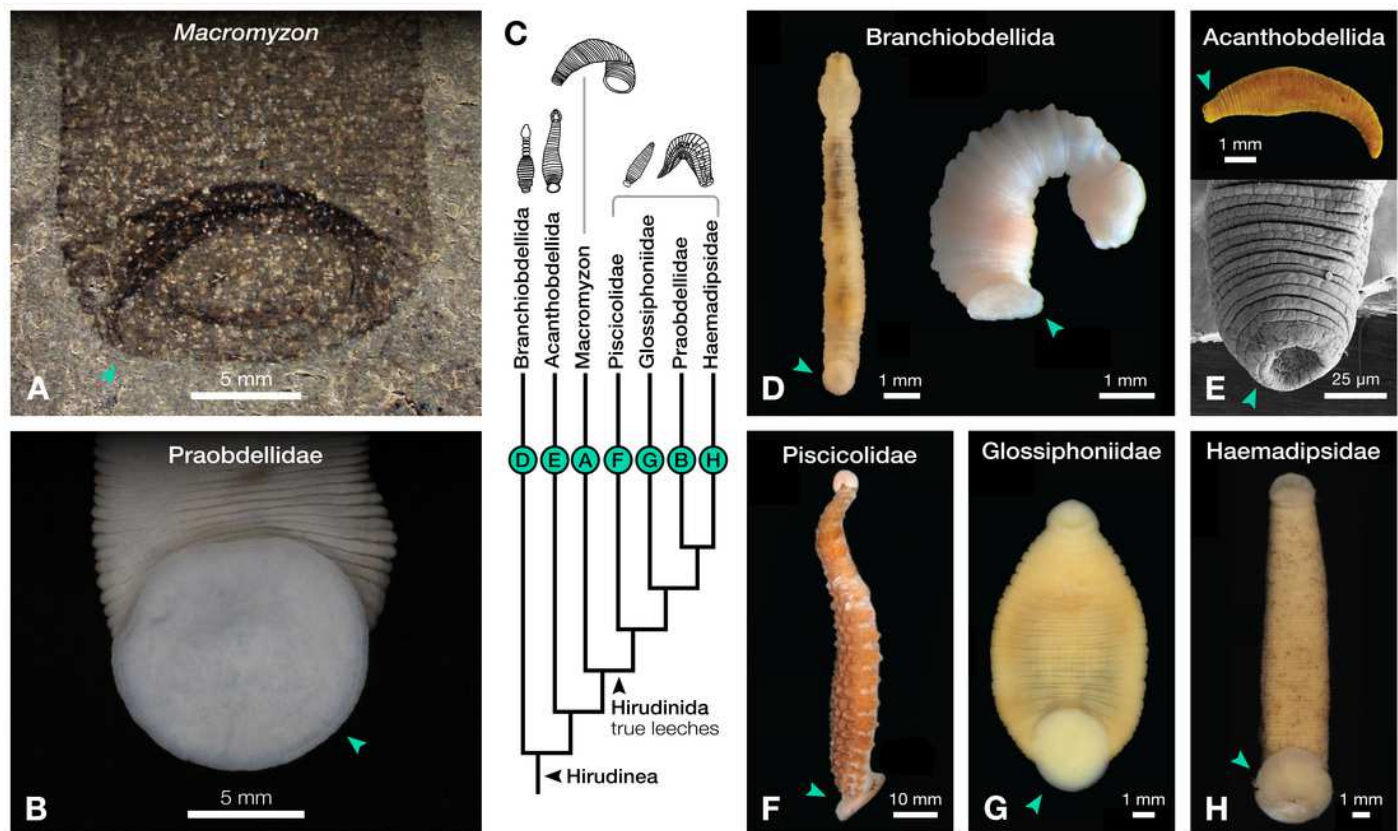 Macromyzon
5 mm
A
Praobdellidae
5 mm
B
C
Branchiobdellida
Acanthobdellida
Macromyzon
Piscicolidae
Glossiphoniidae
Praobdellidae
Haemadipsidae
D E A F G B H
Hirudinida
true leeches
Hirudinea
Branchiobdellida
D
1 mm
1 mm
Acanthobdellida
1 mm
E
25 µm
Piscicolidae
F
10 mm
Glossiphoniidae
G
1 mm
Haemadipsidae
H
1 mm